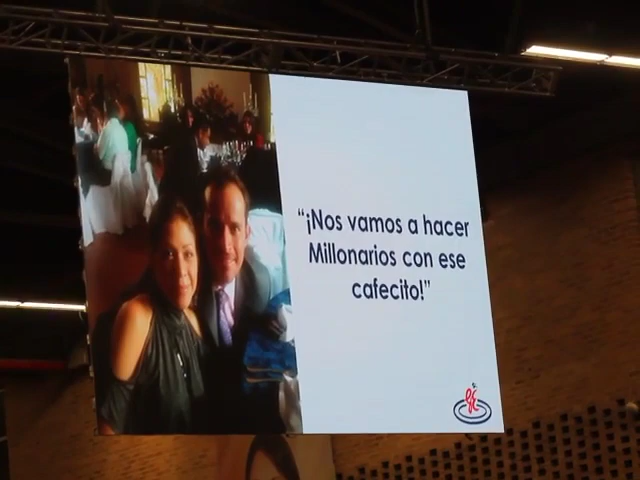 “¡Nos vamos a hacer
Millonarios con ese
cafecito!”